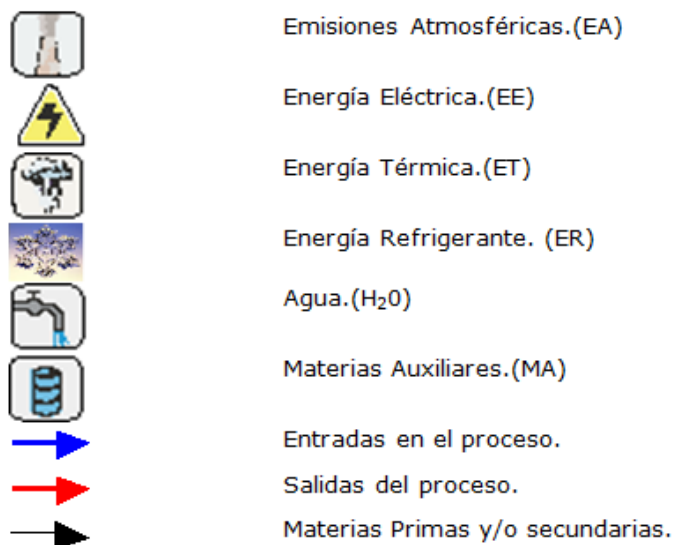 Emisiones Atmosféricas.(EA)
Energía Eléctrica.(EE)
Energía Térmica.(ET)
Energía Refrigerante. (ER)
Agua.(H₂0)
Materias Auxiliares.(MA)
Entradas en el proceso.
Salidas del proceso.
Materias Primas y/o secundarias.